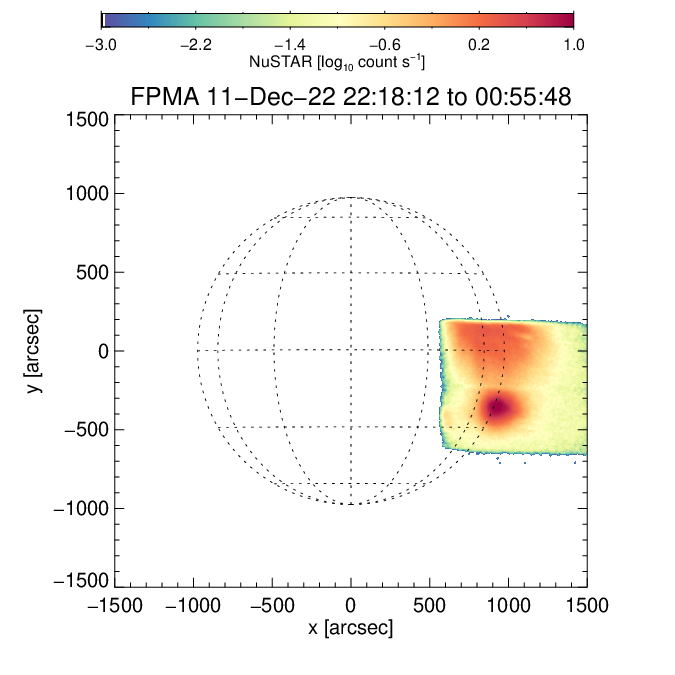 −3.0 −2.2 −1.4 −0.6 0.2 1.0
NuSTAR [log10 count s−1]
FPMA 11−Dec−22 22:18:12 to 00:55:48
1500
1000
500
0
−500
−1000
−1500
y [arcsec]
−1500 −1000 −500 0 500 1000 1500
x [arcsec]